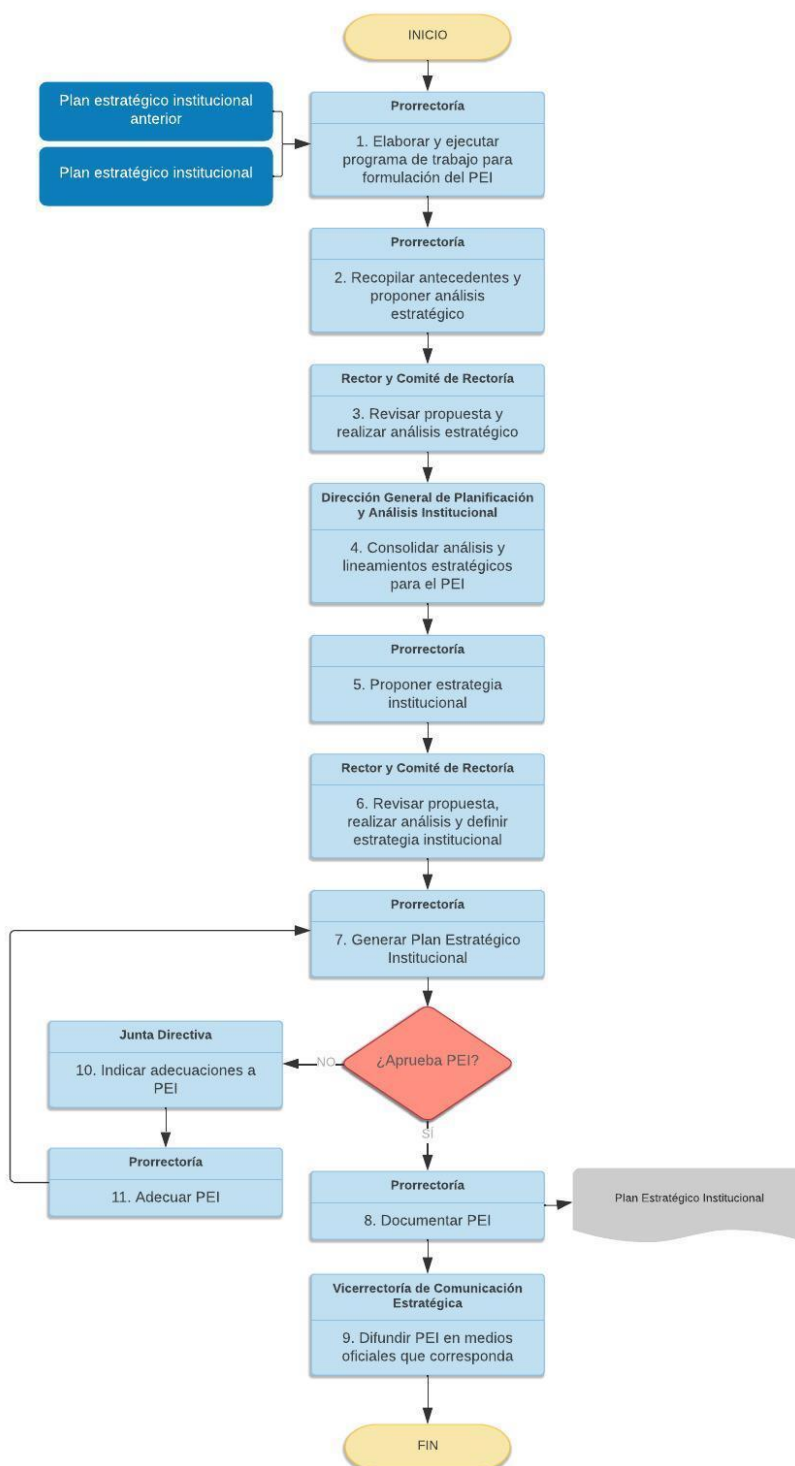 INICIO
Plan estratégico institucional
anterior
Plan estratégico institucional
Prorrectoría
1. Elaborar y ejecutar
programa de trabajo para
formulación del PEI
Prorrectoría
2. Recopilar antecedentes y
proponer análisis
estratégico
Rector y Comité de Rectoría
3. Revisar propuesta y
realizar análisis estratégico
Dirección General de Planificación
y Análisis Institucional
4. Consolidar análisis y
lineamientos estratégicos
para el PEI
Prorrectoría
5. Proponer estrategia
institucional
Rector y Comité de Rectoría
6. Revisar propuesta,
realizar análisis y definir
estrategia institucional
Prorrectoría
7. Generar Plan Estratégico
Institucional
¿Aprueba PEI?
NO
Junta Directiva
10. Indicar adecuaciones a
PEI
Prorrectoría
11. Adecuar PEI
SÍ
Prorrectoría
8. Documentar PEI
Plan Estratégico Institucional
Vicerrectoría de Comunicación
Estratégica
9. Difundir PEI en medios
oficiales que corresponda
FIN